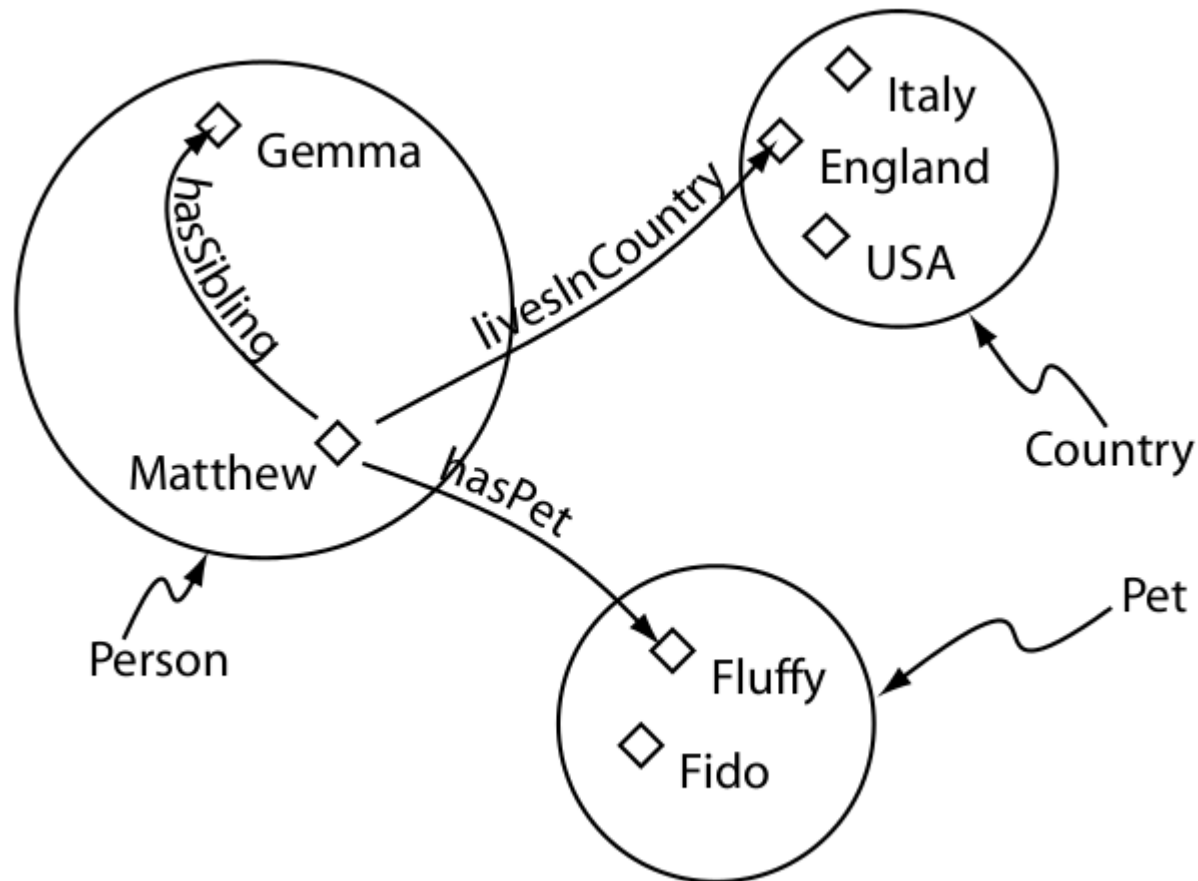 Italy
Gemma
England
hasSibling
livesInCountry
USA
Country
Matthew
hasPet
Pet
Person
Fluffy
Fido